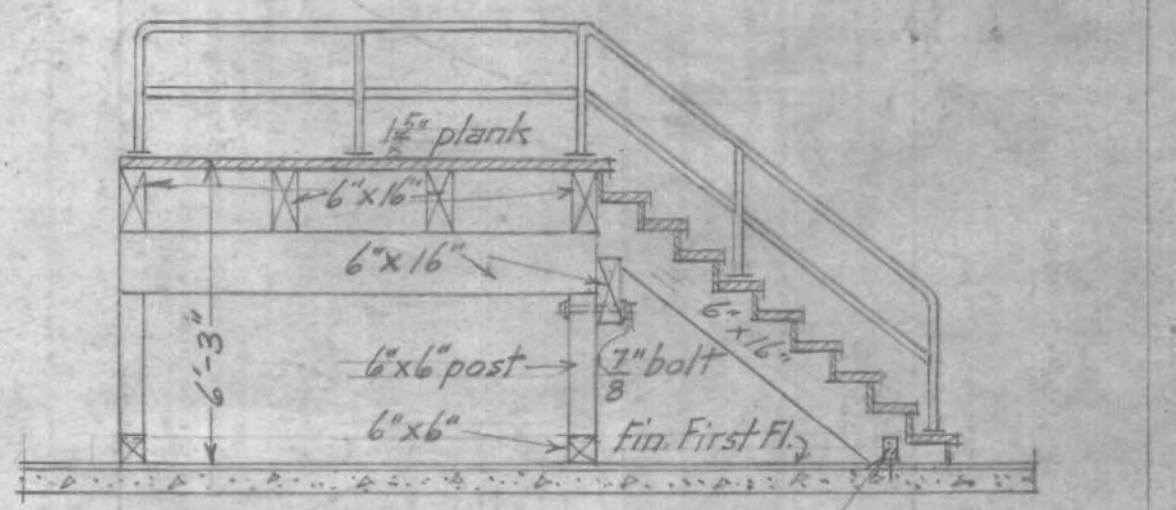 1 5/8" plank
6"x16"
6"x16"
6'-3"
6"x16"
6"x6" post
7/8" bolt
6"x6"
Fin. First Fl.